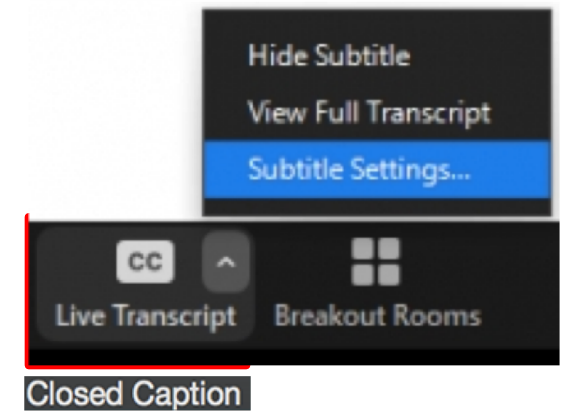 Hide Subtitle
View Full Transcript
Subtitle Settings...
CC
Live Transcript
Breakout Rooms
Closed Caption